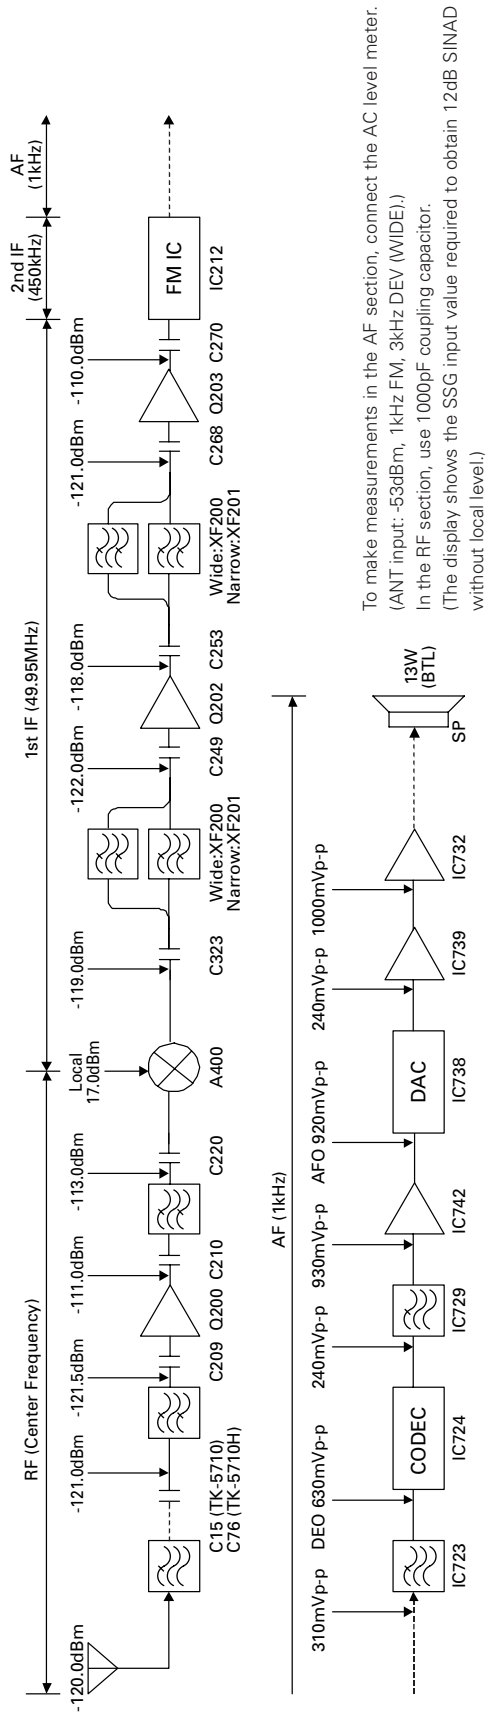 RF (Center Frequency)
1st IF (49.95MHz)
2nd IF
(450kHz)
AF
(1kHz)
-120.0dBm
-121.0dBm
-121.5dBm
-111.0dBm
-113.0dBm
Local
17.0dBm
-119.0dBm
-122.0dBm
-118.0dBm
-121.0dBm
-110.0dBm
FM IC
C15 (TK-5710)
C76 (TK-5710H)
C209
Q200
C210
C220
A400
C323
Wide:XF200
Narrow:XF201
C249
Q202
C253
Wide:XF200
Narrow:XF201
C268
Q203
C270
IC212
AF (1kHz)
310mVp-p
DEO 630mVp-p
240mVp-p
930mVp-p
AFO 920mVp-p
240mVp-p
1000mVp-p
13W
(BTL)
CODEC
DAC
IC723
IC724
IC729
IC742
IC738
IC739
IC732
SP
To make measurements in the AF section, connect the AC level meter.
(ANT input: -53dBm, 1kHz FM, 3kHz DEV (WIDE).)
In the RF section, use 1000pF coupling capacitor.
(The display shows the SSG input value required to obtain 12dB SINAD
without local level.)